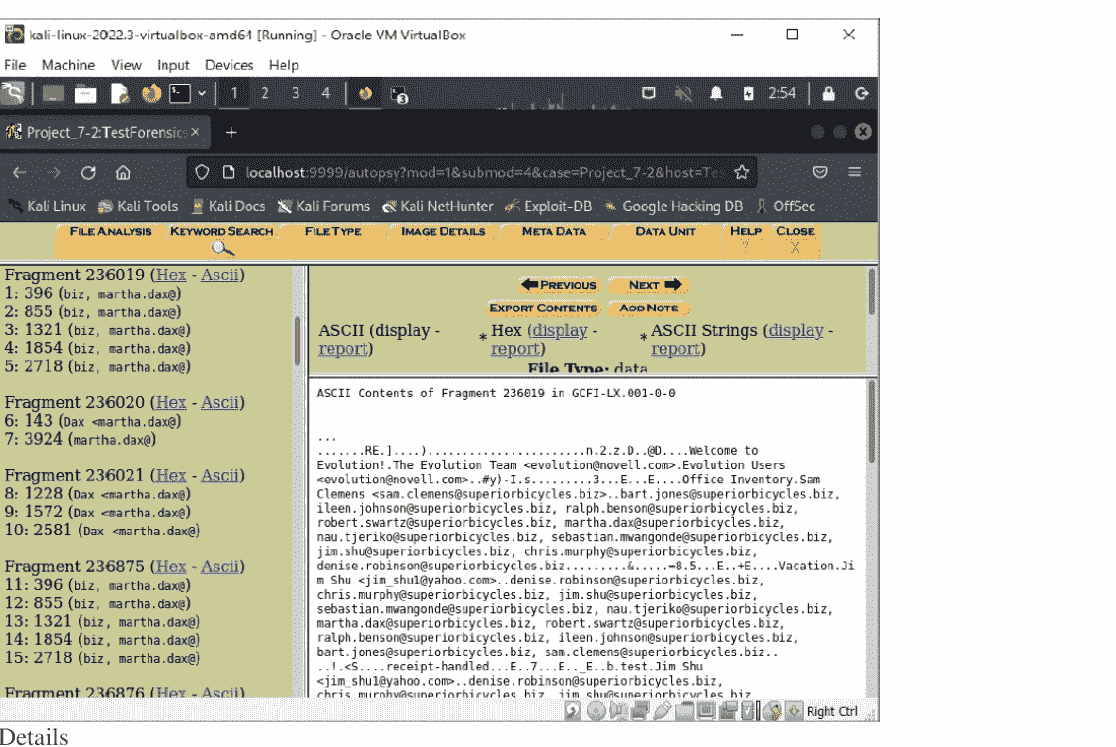 kali-linux-2022.3-virtualbox-amd64 [Running] - Oracle VM VirtualBox
File Machine View Input Devices Help
1 2 3 4 3 2:54
Project_7-2:TestForensics
localhost:9999/autopsy?mod=1&submod=4&case=Project_7-2&host=Tes
Kali Linux Kali Tools Kali Docs Kali Forums Kali NetHunter Exploit-DB Google Hacking DB OffSec
FILE ANALYSIS KEYWORD SEARCH FILE TYPE IMAGE DETAILS META DATA DATA UNIT HELP CLOSE
? X
Fragment 236019 (Hex - Ascii)
1: 396 (biz, martha.dax@)
2: 855 (biz, martha.dax@)
3: 1321 (biz, martha.dax@)
4: 1854 (biz, martha.dax@)
5: 2718 (biz, martha.dax@)
Fragment 236020 (Hex - Ascii)
6: 143 (Dax <martha.dax@)
7: 3924 (martha.dax@)
Fragment 236021 (Hex - Ascii)
8: 1228 (Dax <martha.dax@)
9: 1572 (Dax <martha.dax@)
10: 2581 (Dax <martha.dax@)
Fragment 236875 (Hex - Ascii)
11: 396 (biz, martha.dax@)
12: 855 (biz, martha.dax@)
13: 1321 (biz, martha.dax@)
14: 1854 (biz, martha.dax@)
15: 2718 (biz, martha.dax@)
Fragment 236876 (Hex - Ascii)
PREVIOUS NEXT
EXPORT CONTENTS ADD NOTE
ASCII (display - report) * Hex (display - report) * ASCII Strings (display - report)
File Type: data
ASCII Contents of Fragment 236019 in GCFI-LX.001-0-0
...
.......RE.]....)......................n.2.z.D..@D....Welcome to
Evolution!.The Evolution Team <evolution@novell.com>.Evolution Users
<evolution@novell.com>..#y)-I.s.........3...E...E....Office Inventory.Sam
Clemens <sam.clemens@superiorbicycles.biz>..bart.jones@superiorbicycles.biz,
ileen.johnson@superiorbicycles.biz, ralph.benson@superiorbicycles.biz,
robert.swartz@superiorbicycles.biz, martha.dax@superiorbicycles.biz,
nau.tjeriko@superiorbicycles.biz, sebastian.mwangonde@superiorbicycles.biz,
jim.shu@superiorbicycles.biz, chris.murphy@superiorbicycles.biz,
denise.robinson@superiorbicycles.biz.........&.....=8.5...E..+E....Vacation.Ji
m Shu <jim_shu1@yahoo.com>..denise.robinson@superiorbicycles.biz,
chris.murphy@superiorbicycles.biz, jim.shu@superiorbicycles.biz,
sebastian.mwangonde@superiorbicycles.biz, nau.tjeriko@superiorbicycles.biz,
martha.dax@superiorbicycles.biz, robert.swartz@superiorbicycles.biz,
ralph.benson@superiorbicycles.biz, ileen.johnson@superiorbicycles.biz,
bart.jones@superiorbicycles.biz, sam.clemens@superiorbicycles.biz..
..!.<S....receipt-handled...E..7...E.._E..b.test.Jim Shu
<jim_shu1@yahoo.com>..denise.robinson@superiorbicycles.biz,
chris.murphy@superiorbicycles.biz, jim.shu@superiorbicycles.biz
Right Ctrl
Details